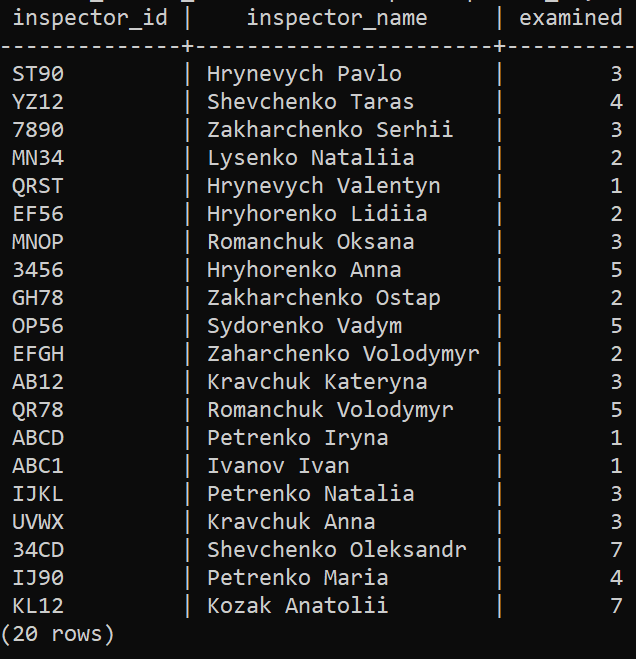 inspector_id | inspector_name | examined
--------------+------------------------+----------
ST90 | Hrynevych Pavlo | 3
YZ12 | Shevchenko Taras | 4
7890 | Zakharchenko Serhii | 3
MN34 | Lysenko Nataliia | 2
QRST | Hrynevych Valentyn | 1
EF56 | Hryhorenko Lidiia | 2
MNOP | Romanchuk Oksana | 3
3456 | Hryhorenko Anna | 5
GH78 | Zakharchenko Ostap | 2
OP56 | Sydorenko Vadym | 5
EFGH | Zaharchenko Volodymyr | 2
AB12 | Kravchuk Kateryna | 3
QR78 | Romanchuk Volodymyr | 5
ABCD | Petrenko Iryna | 1
ABC1 | Ivanov Ivan | 1
IJKL | Petrenko Natalia | 3
UVWX | Kravchuk Anna | 3
34CD | Shevchenko Oleksandr | 7
IJ90 | Petrenko Maria | 4
KL12 | Kozak Anatolii | 7
(20 rows)